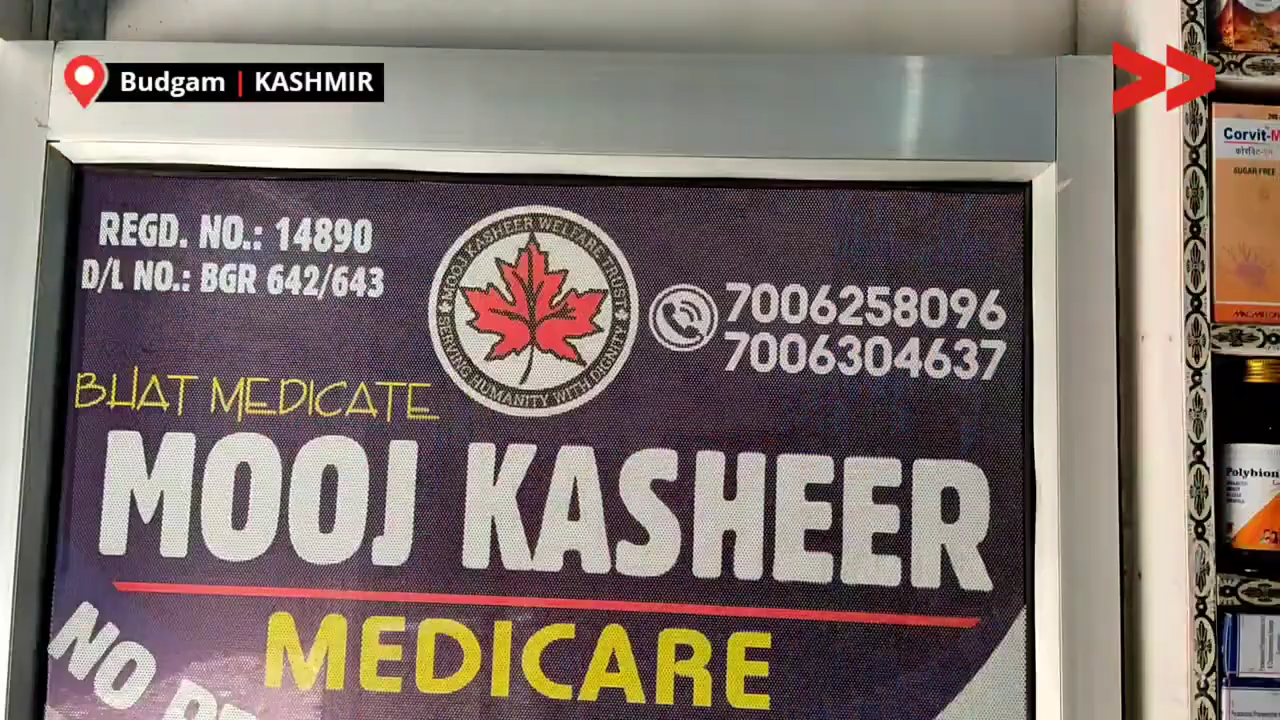 Budgam | KASHMIR
REGD. NO.: 14890
D/L NO.: BGR 642/643
MOOJ KASHEER WELFARE TRUST
SERVING HUMANITY WITH DIGNITY
7006258096
7006304637
BHAT MEDICATE
MOOJ KASHEER
MEDICARE
NO
Corvit-M
कोर्विट-एम
SUGAR FREE
Polybion